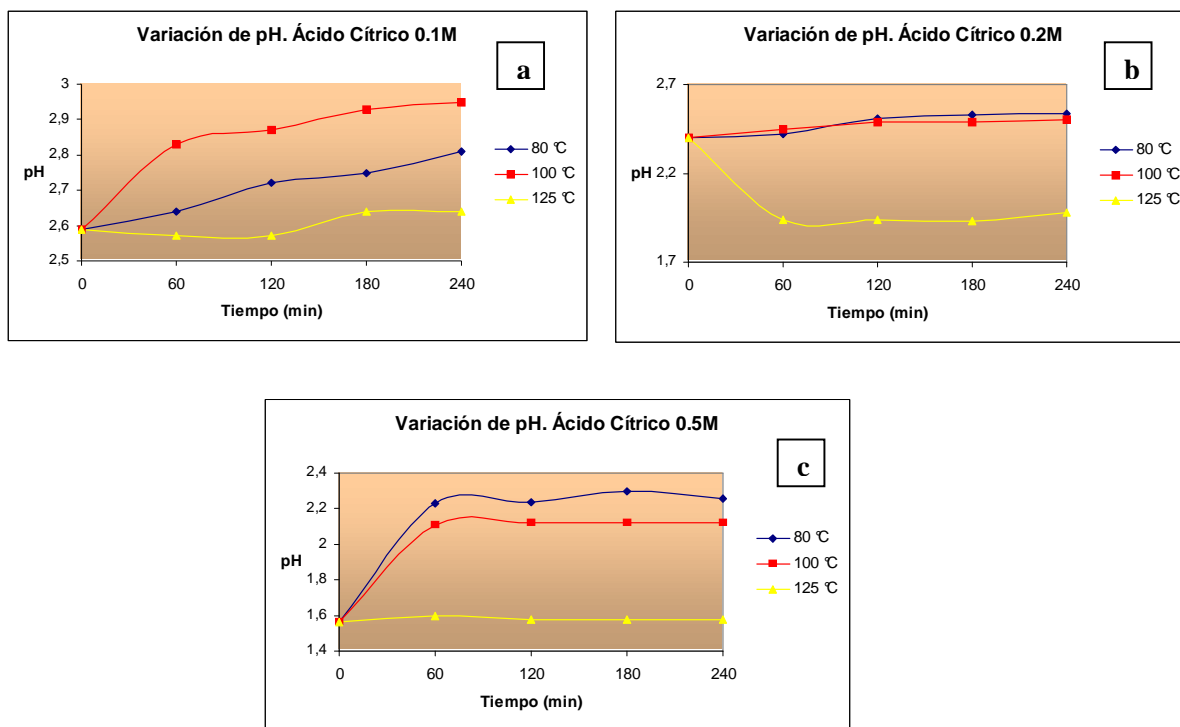 Variación de pH. Ácido Cítrico 0.1M
a
3
2,9
2,8
2,7
2,6
2,5
pH
0 60 120 180 240
Tiempo (min)
80 °C
100 °C
125 °C
Variación de pH. Ácido Cítrico 0.2M
b
2,7
2,2
1,7
pH
0 60 120 180 240
Tiempo (min)
80 °C
100 °C
125 °C
Variación de pH. Ácido Cítrico 0.5M
c
2,4
2,2
2
1,8
1,6
1,4
pH
0 60 120 180 240
Tiempo (min)
80 °C
100 °C
125 °C